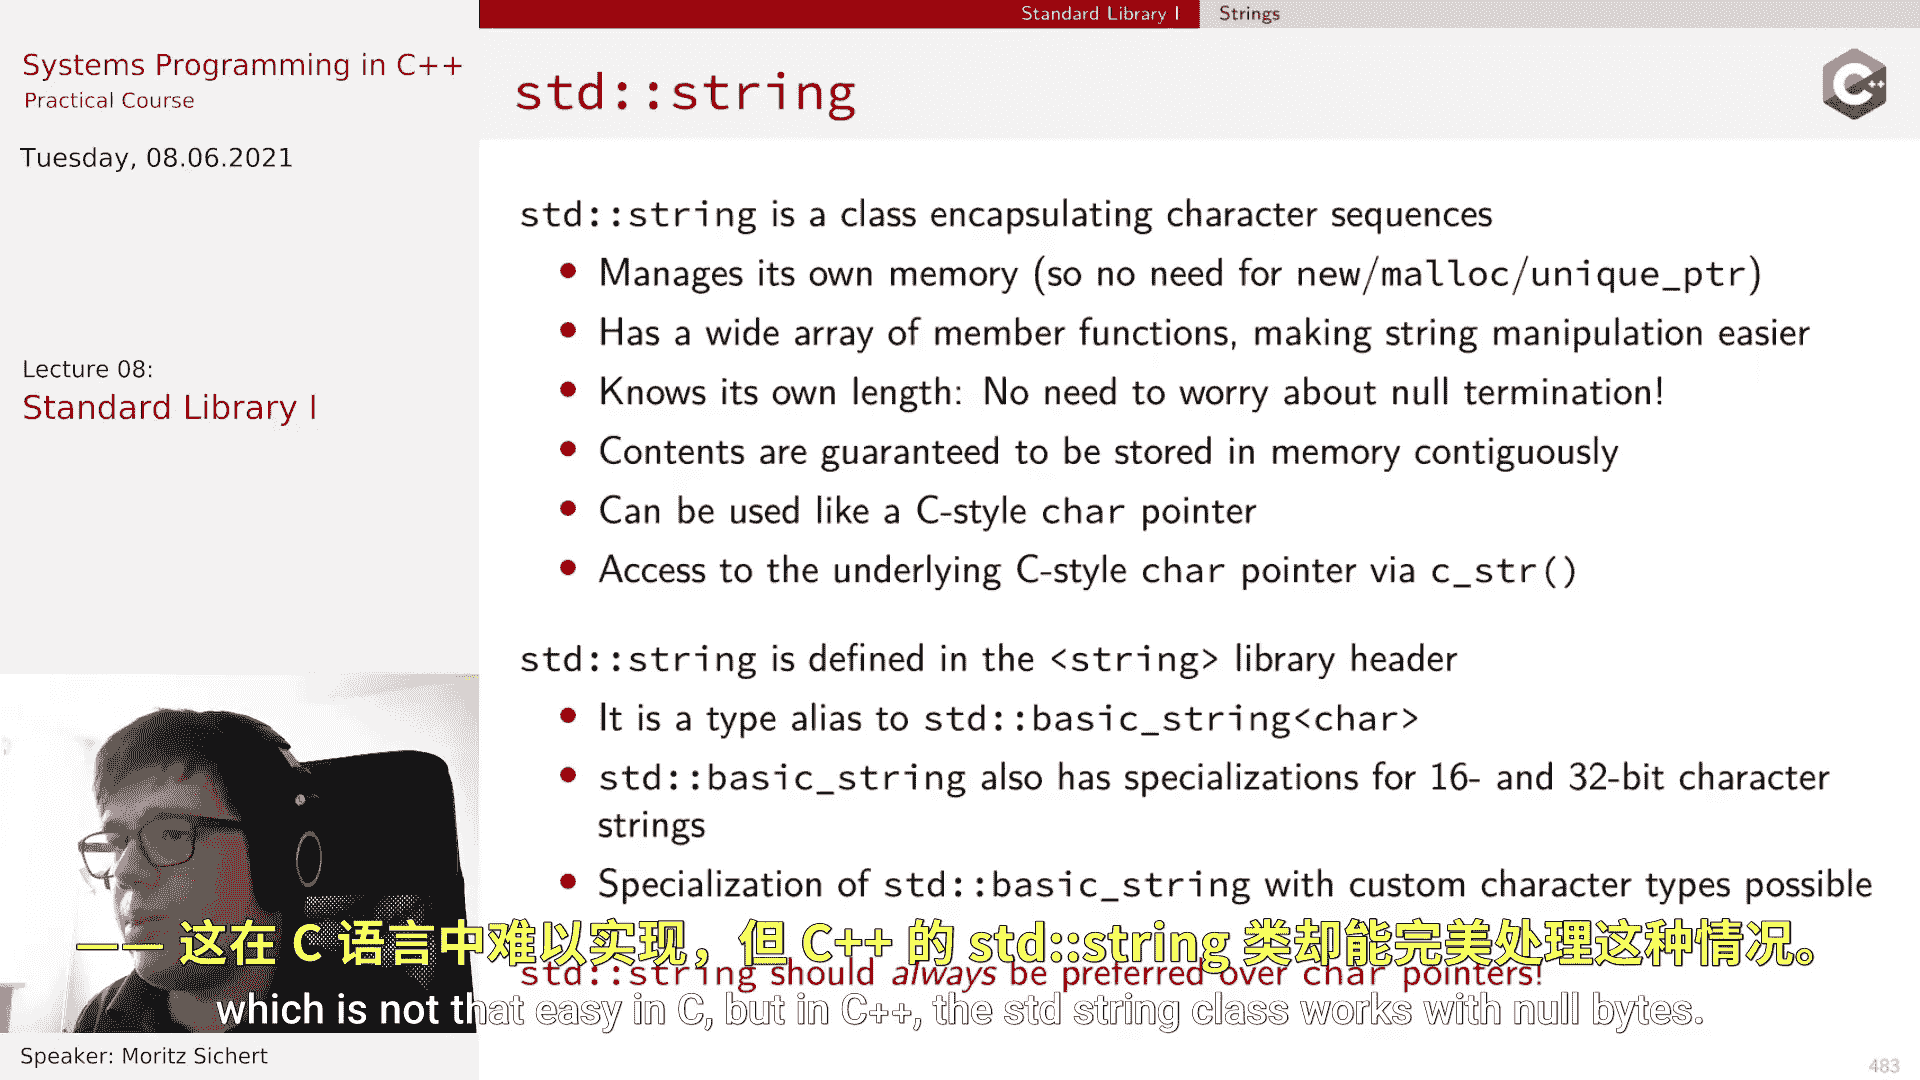 Standard Library I
Strings
Systems Programming in C++
Practical Course
Tuesday, 08.06.2021
Lecture 08:
Standard Library I
std::string
C++
std::string is a class encapsulating character sequences
• Manages its own memory (so no need for new/malloc/unique_ptr)
• Has a wide array of member functions, making string manipulation easier
• Knows its own length: No need to worry about null termination!
• Contents are guaranteed to be stored in memory contiguously
• Can be used like a C-style char pointer
• Access to the underlying C-style char pointer via c_str()
std::string is defined in the <string> library header
• It is a type alias to std::basic_string<char>
• std::basic_string also has specializations for 16- and 32-bit character
strings
• Specialization of std::basic_string with custom character types possible
std::string should always be preferred over char pointers!
—— 这在 C 语言中难以实现，但 C++ 的 std::string 类却能完美处理这种情况。
which is not that easy in C, but in C++, the std string class works with null bytes.
Speaker: Moritz Sichert
483